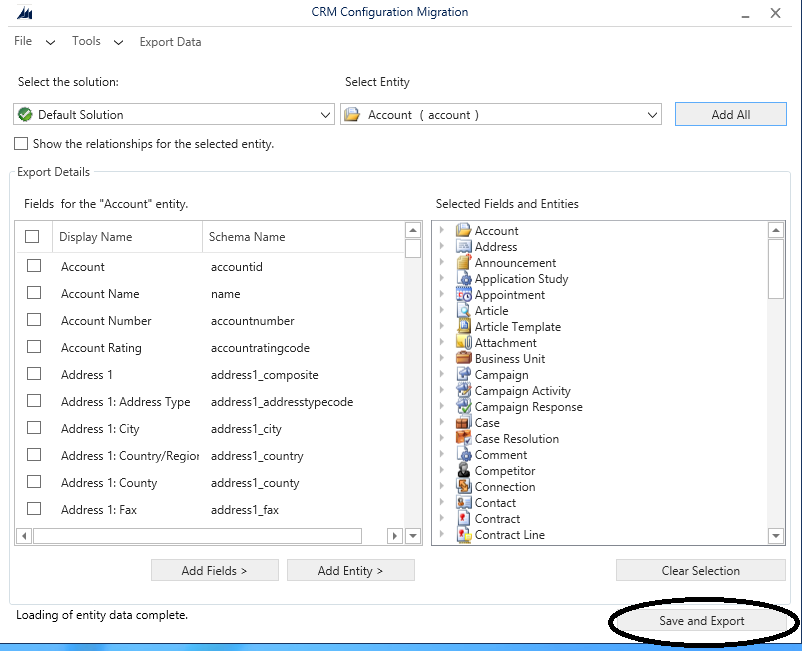 CRM Configuration Migration
File Tools Export Data
Select the solution: Select Entity
Default Solution Account ( account ) Add All
Show the relationships for the selected entity.
Export Details
Fields for the "Account" entity. Selected Fields and Entities
Display Name Schema Name
Account accountid
Account Name name
Account Number accountnumber
Account Rating accountratingcode
Address 1 address1_composite
Address 1: Address Type address1_addresstypecode
Address 1: City address1_city
Address 1: Country/Region address1_country
Address 1: County address1_county
Address 1: Fax address1_fax
Account
Address
Announcement
Application Study
Appointment
Article
Article Template
Attachment
Business Unit
Campaign
Campaign Activity
Campaign Response
Case
Case Resolution
Comment
Competitor
Connection
Contact
Contract
Contract Line
Add Fields > Add Entity > Clear Selection
Loading of entity data complete. Save and Export